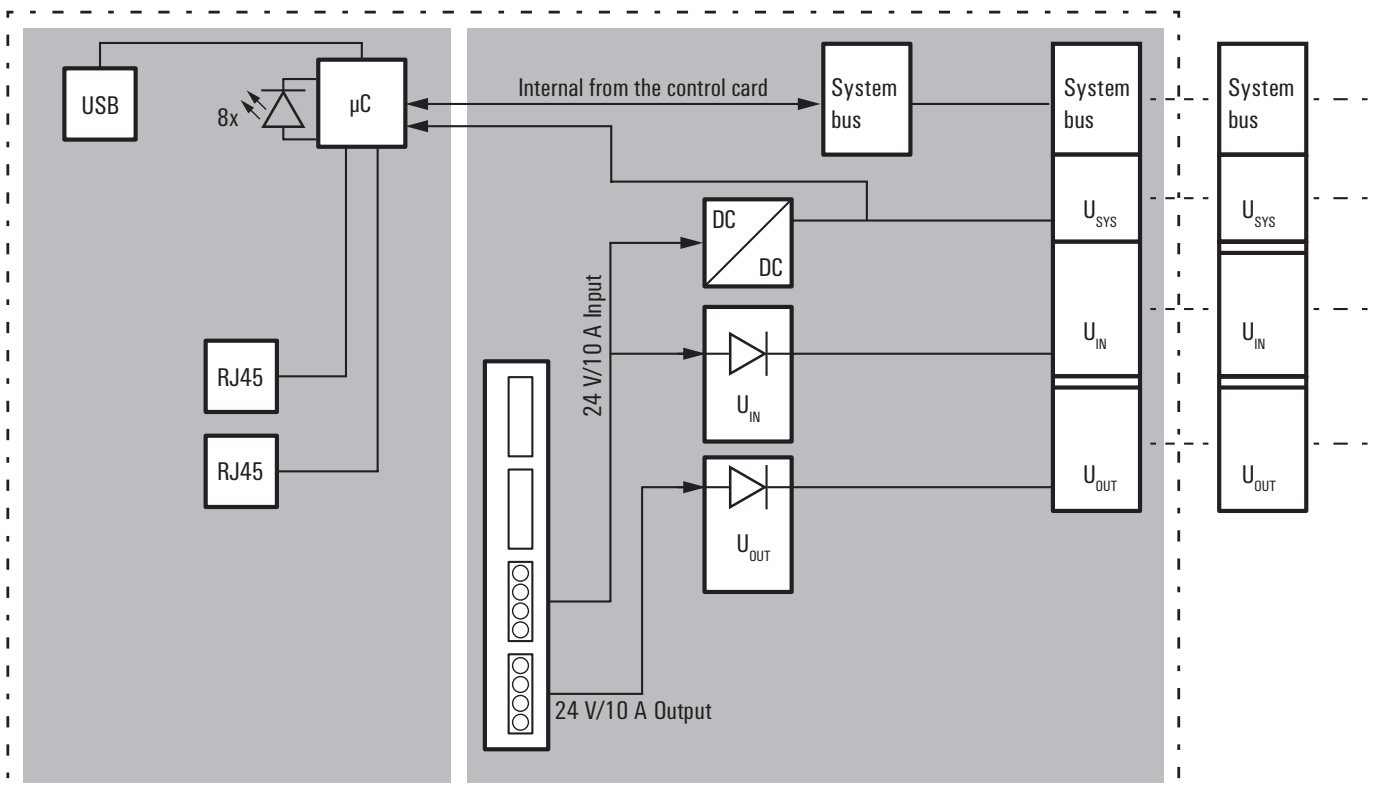 USB
8x
µC
Internal from the control card
System
bus
System
bus
System
bus
DC
DC
U_SYS
U_SYS
24 V/10 A Input
U_IN
U_IN
U_IN
RJ45
RJ45
U_OUT
U_OUT
U_OUT
24 V/10 A Output